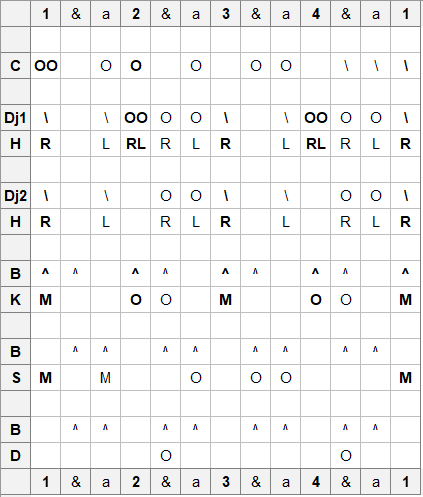 1 & a 2 & a 3 & a 4 & a 1
C OO O O O O O \ \ \
Dj1 \ \ OO O O \ \ OO O O \
H R L RL R L R L RL R L R
Dj2 \ \ O O \ \ O O \
H R L R L R L R L R
B ^ ^ ^ ^ ^ ^ ^ ^ ^
K M O O M O O M
B ^ ^ ^ ^ ^ ^ ^ ^
S M M O O O M
B ^ ^ ^ ^ ^ ^ ^ ^
D O O
1 & a 2 & a 3 & a 4 & a 1